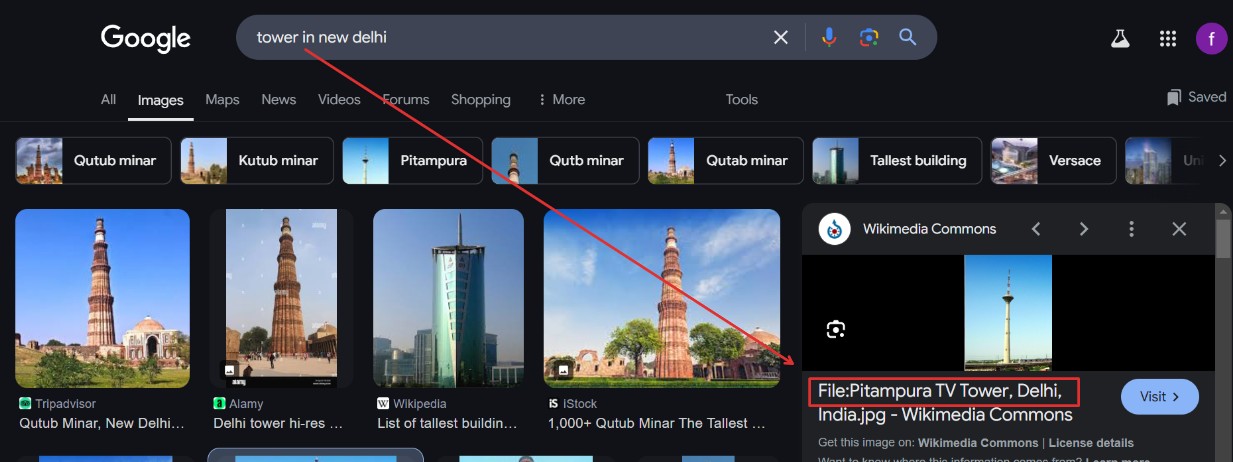 Google
tower in new delhi
f
All Images Maps News Videos Forums Shopping More Tools
Saved
Qutub minar
Kutub minar
Pitampura
Qutb minar
Qutab minar
Tallest building
Versace
Wikimedia Commons
File:Pitampura TV Tower, Delhi,
India.jpg - Wikimedia Commons
Visit
Get this image on: Wikimedia Commons | License details
Want to know where this information comes from? Learn more
alamy
Tripadvisor
Qutub Minar, New Delhi...
a Alamy
Delhi tower hi-res ...
W Wikipedia
List of tallest buildin...
iS iStock
1,000+ Qutub Minar The Tallest ...